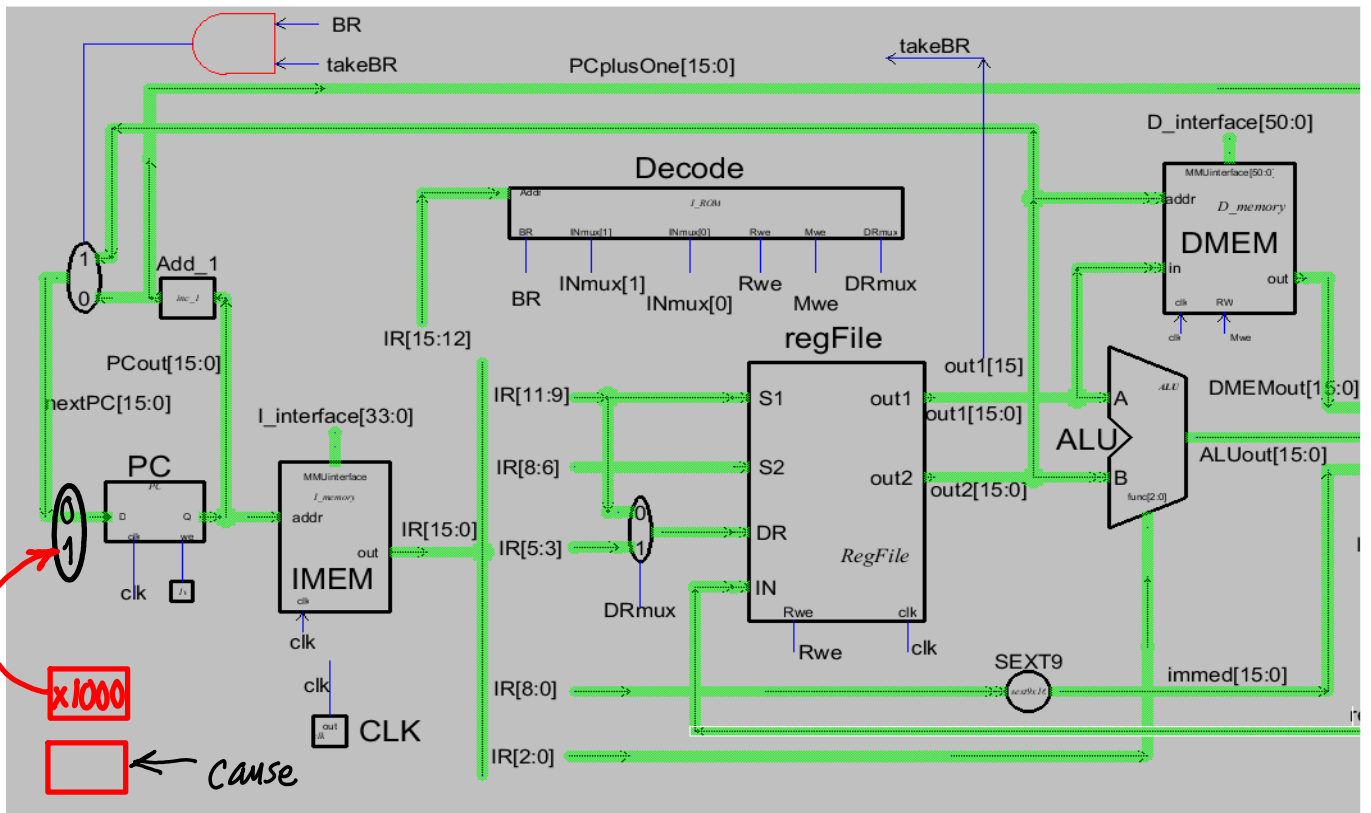 BR
takeBR
takeBR
PCplusOne[15:0]
D_interface[50:0]
MMUinterface[50:0]
addr
D_memory
DMEM
in
out
clk
RW
clk
Mwe
Decode
Addr
I_ROM
BR
INmux[1]
INmux[0]
Rwe
Mwe
DRmux
BR
INmux[1]
INmux[0]
Rwe
Mwe
DRmux
IR[15:12]
1
0
Add_1
inc_1
PCout[15:0]
nextPC[15:0]
I_interface[33:0]
PC
PC
D
Q
clk
we
clk
0
1
MMUinterface
I_memory
addr
out
IMEM
clk
clk
IR[15:0]
clk
out
clk
CLK
regFile
IR[11:9]
IR[8:6]
IR[5:3]
0
1
DRmux
S1
S2
DR
IN
out1
out2
RegFile
Rwe
clk
Rwe
clk
out1[15]
out1[15:0]
out2[15:0]
ALU
A
ALU
B
func[2:0]
DMEMout[15:0]
ALUout[15:0]
SEXT9
sext9x16
immed[15:0]
IR[8:0]
IR[2:0]
x1000
cause